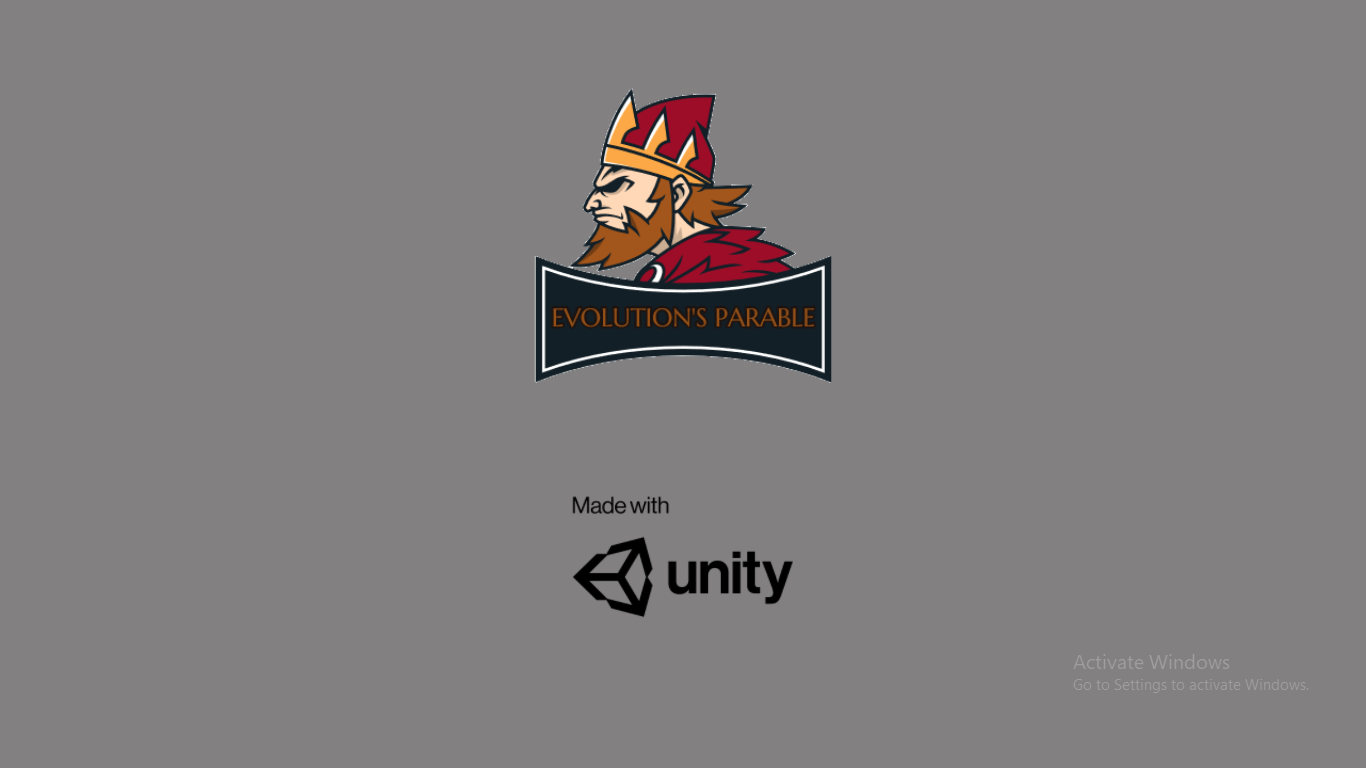 EVOLUTION'S PARABLE
Made with
unity
Activate Windows
Go to Settings to activate Windows.